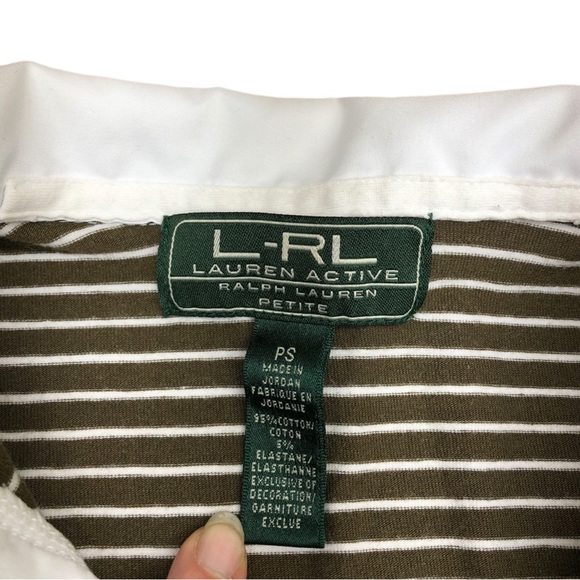 L-RL
LAUREN ACTIVE
RALPH LAUREN
PETITE
PS
MADE IN
JORDAN
FABRIQUE EN
JORDANIE
95% COTTON/
COTON
5%
ELASTANE/
ELASTHANNE
EXCLUSIVE OF
DECORATION/
GARNITURE
EXCLUE